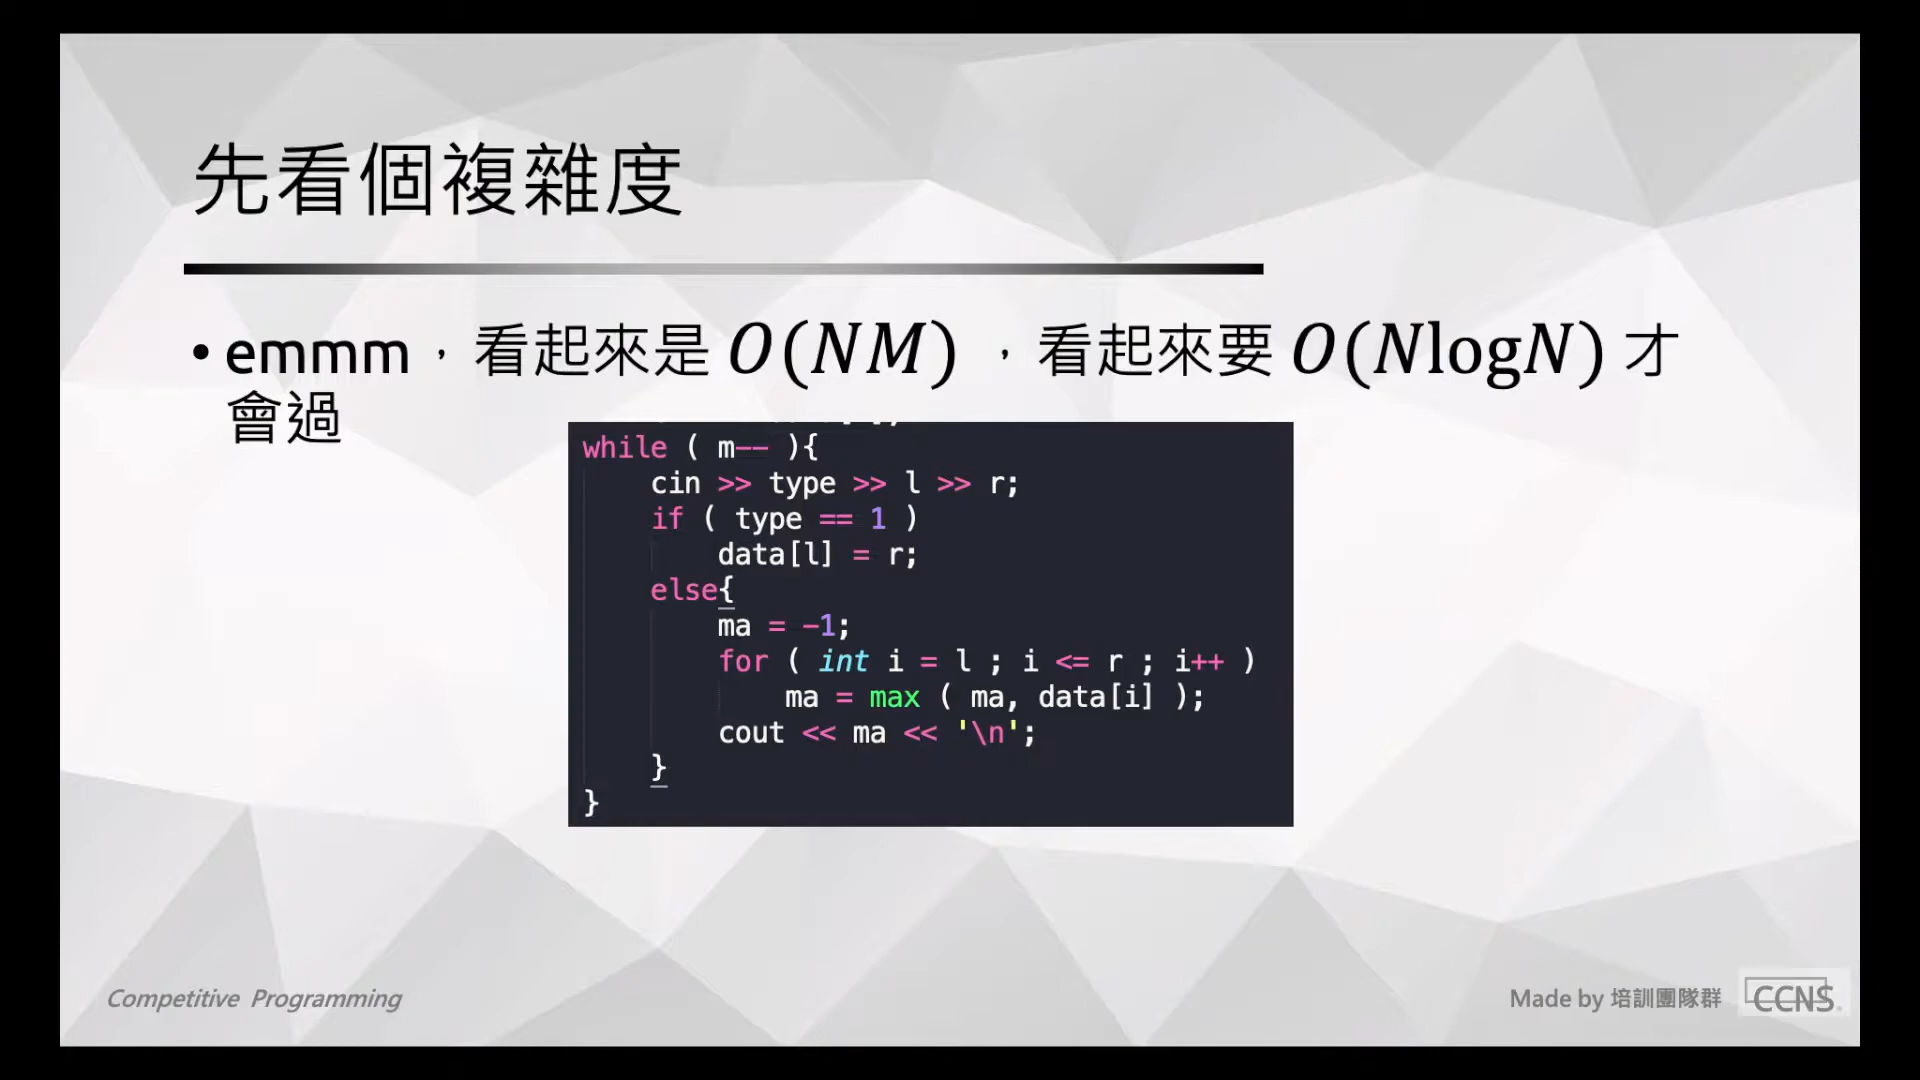 先看個複雜度
• emmm，看起來是 O(NM) ，看起來要 O(NlogN) 才
會過
while ( m-- ){
    cin >> type >> l >> r;
    if ( type == 1 )
        data[l] = r;
    else{
        ma = -1;
        for ( int i = l ; i <= r ; i++ )
            ma = max ( ma, data[i] );
        cout << ma << '\n';
    }
}
Competitive Programming
Made by 培訓團隊群
CCNS